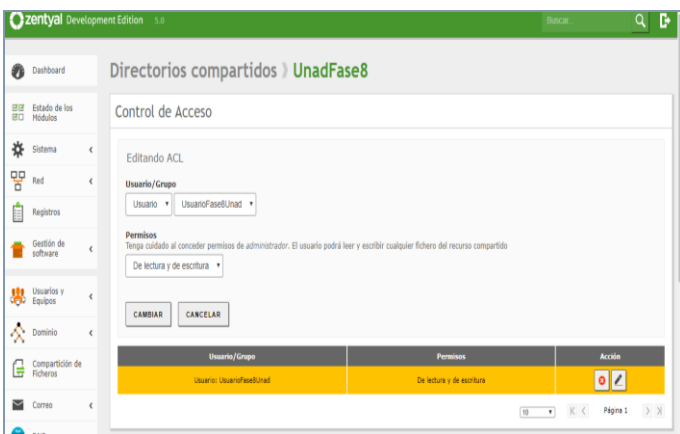 zentyal Development Edition 5.0
Buscar...
Dashboard
Estado de los
Módulos
Sistema
Red
Registros
Gestión de
software
Usuarios y
Equipos
Dominio
Compartición de
Ficheros
Correo
Directorios compartidos UnadFase8
Control de Acceso
Editando ACL
Usuario/Grupo
Usuario UsuarioFase8Unad
Permisos
Tenga cuidado al conceder permisos de administrador. El usuario podrá leer y escribir cualquier fichero del recurso compartido
De lectura y de escritura
CAMBIAR CANCELAR
Usuario/Grupo Permisos Acción
Usuario: UsuarioFase8Unad De lectura y de escritura
10 Página 1